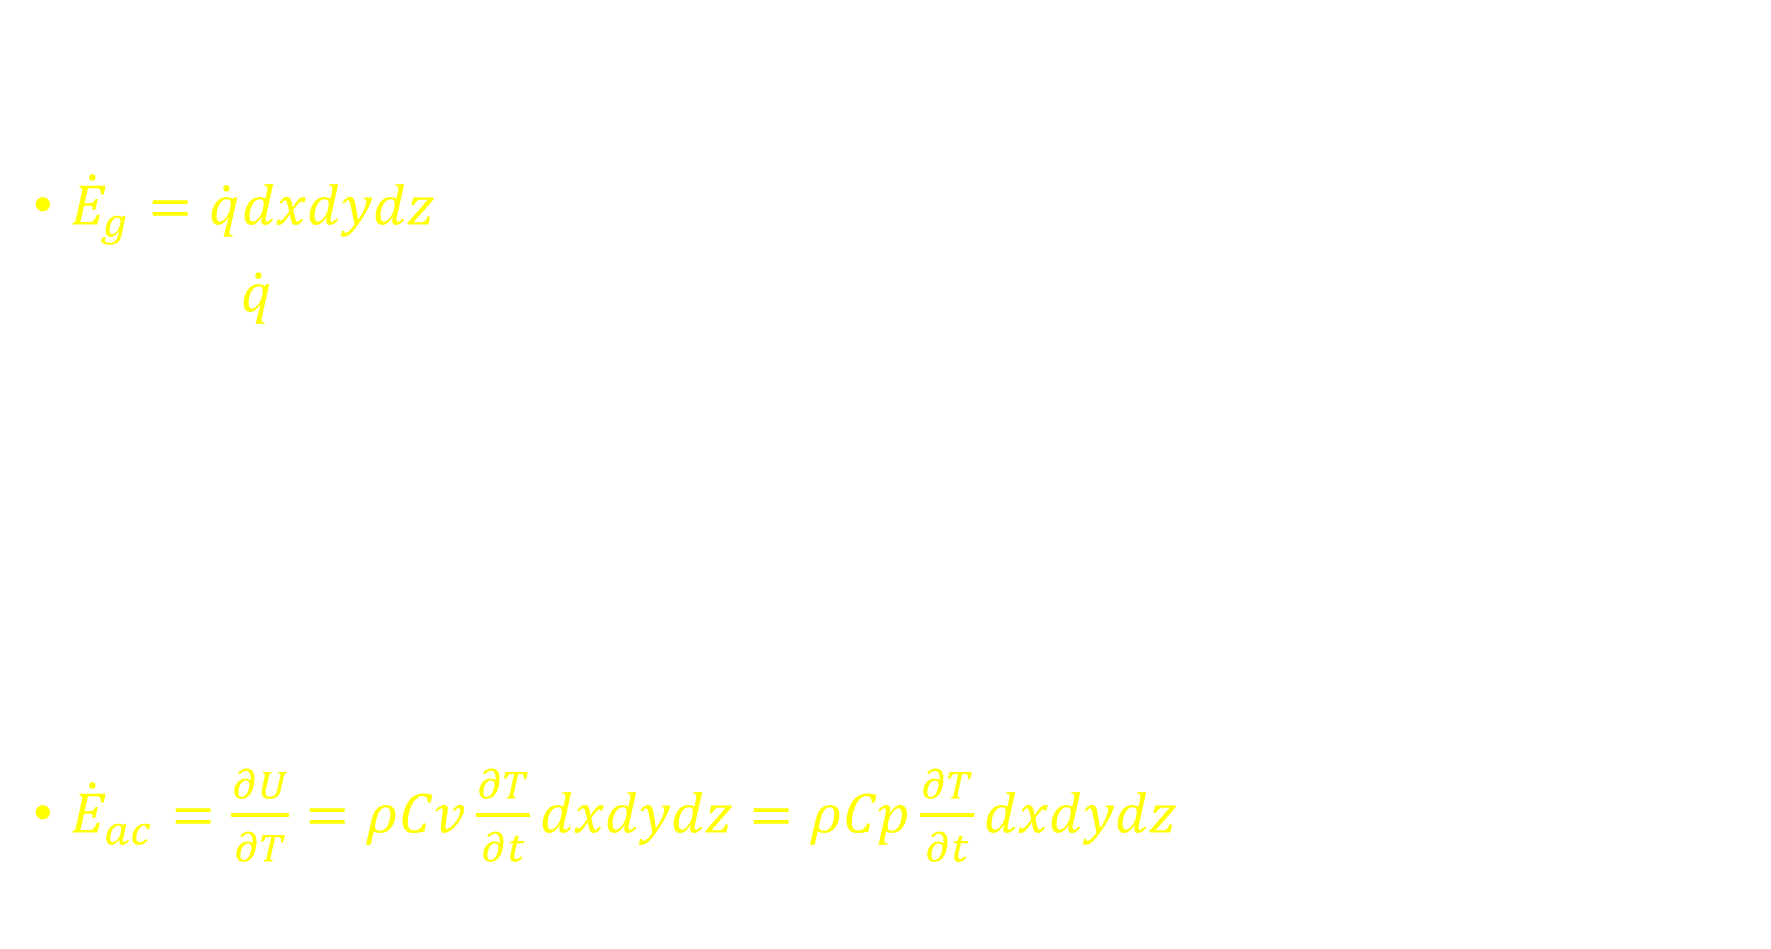 • Ė_g = q̇dxdydz
q̇
• Ė_ac = ∂U/∂T = ρCv ∂T/∂t dxdydz = ρCp ∂T/∂t dxdydz